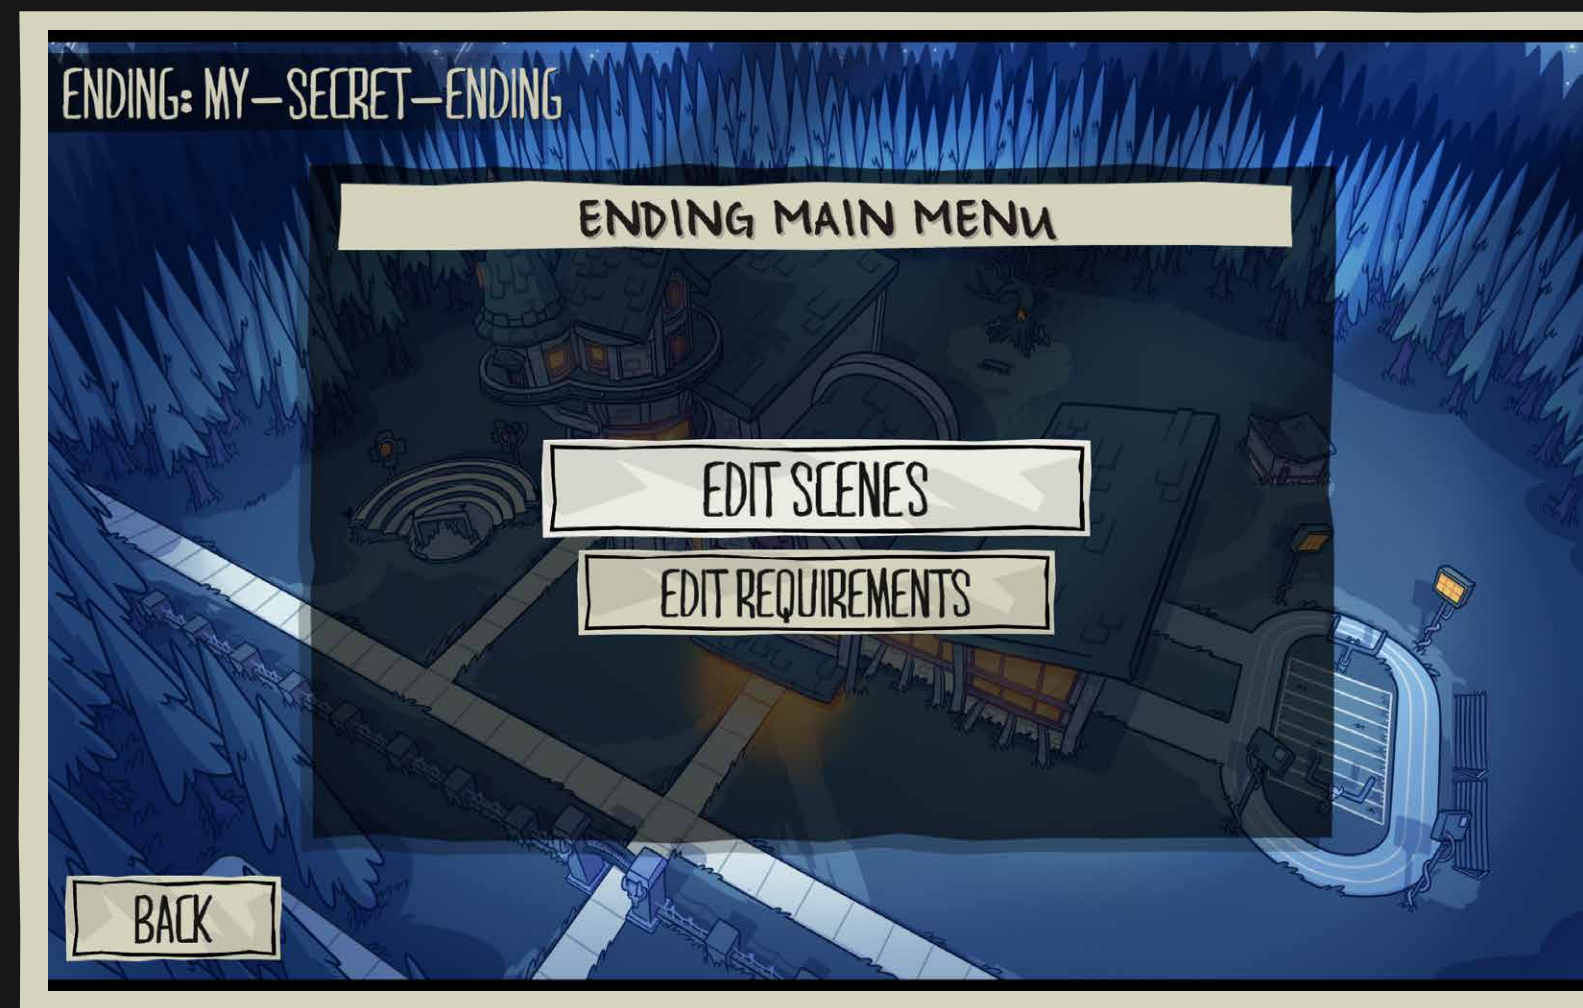 ENDING: MY-SECRET-ENDING
ENDING MAIN MENU
EDIT SCENES
EDIT REQUIREMENTS
BACK